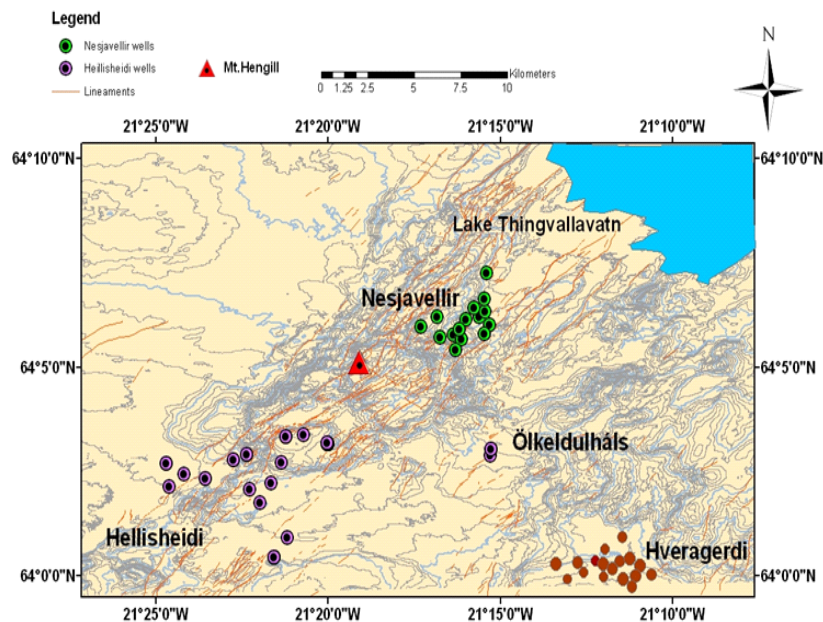 Legend
Nesjavellir wells
Heillisheidi wells
Mt.Hengill
Lineaments
Kilometers
0 1.25 2.5 5 7.5 10
N
21°25'0"W 21°20'0"W 21°15'0"W 21°10'0"W
64°10'0"N 64°10'0"N
Lake Thingvallavatn
Nesjavellir
64°5'0"N 64°5'0"N
Ölkelduháls
Hellisheidi
Hveragerdi
64°0'0"N 64°0'0"N
21°25'0"W 21°20'0"W 21°15'0"W 21°10'0"W